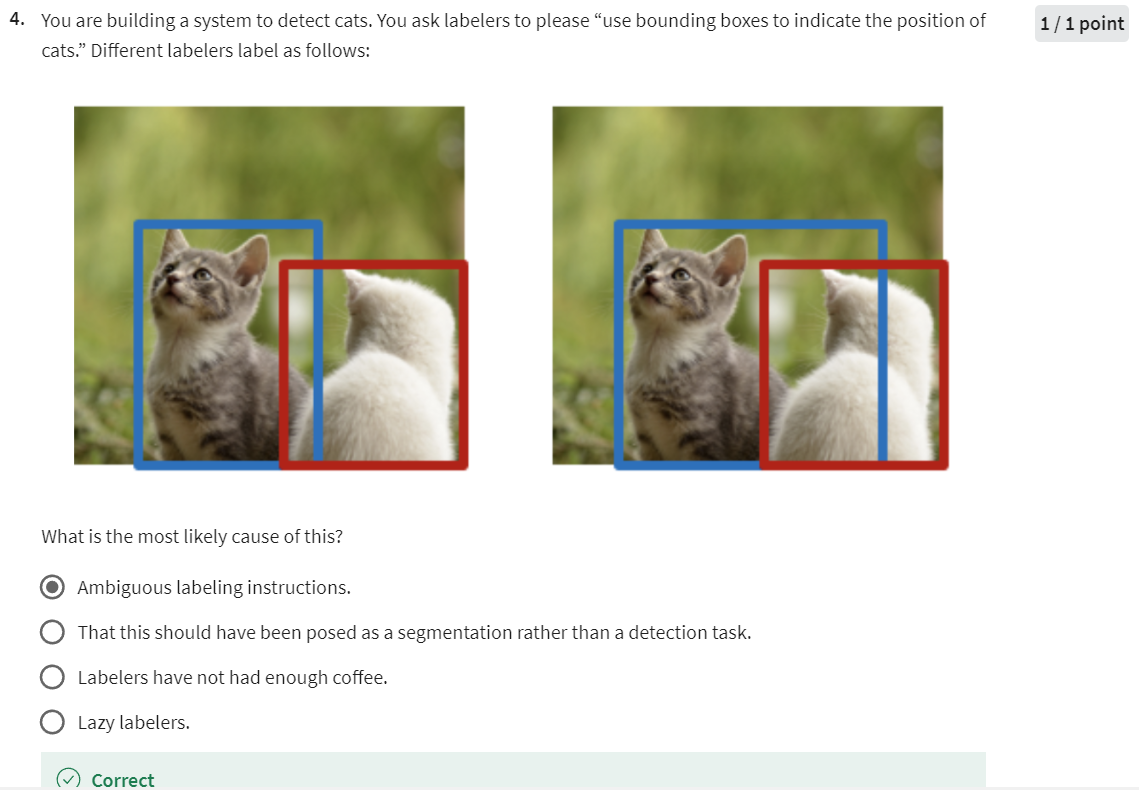 4. You are building a system to detect cats. You ask labelers to please “use bounding boxes to indicate the position of
cats.” Different labelers label as follows:
1 / 1 point
What is the most likely cause of this?
Ambiguous labeling instructions.
That this should have been posed as a segmentation rather than a detection task.
Labelers have not had enough coffee.
Lazy labelers.
Correct